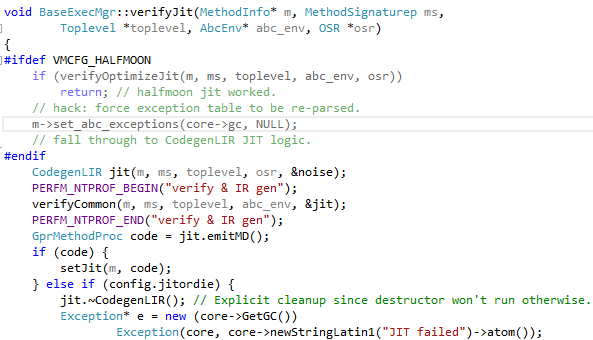 void BaseExecMgr::verifyJit(MethodInfo* m, MethodSignaturep ms,
        Toplevel *toplevel, AbcEnv* abc_env, OSR *osr)
{
#ifdef VMCFG_HALFMOON
    if (verifyOptimizeJit(m, ms, toplevel, abc_env, osr))
        return; // halfmoon jit worked.
    // hack: force exception table to be re-parsed.
    m->set_abc_exceptions(core->gc, NULL);
    // fall through to CodegenLIR JIT logic.
#endif
    CodegenLIR jit(m, ms, toplevel, osr, &noise);
    PERFM_NTPROF_BEGIN("verify & IR gen");
    verifyCommon(m, ms, toplevel, abc_env, &jit);
    PERFM_NTPROF_END("verify & IR gen");
    GprMethodProc code = jit.emitMD();
    if (code) {
        setJit(m, code);
    } else if (config.jitordie) {
        jit.~CodegenLIR(); // Explicit cleanup since destructor won't run otherwise.
        Exception* e = new (core->GetGC())
                Exception(core, core->newStringLatin1("JIT failed")->atom());